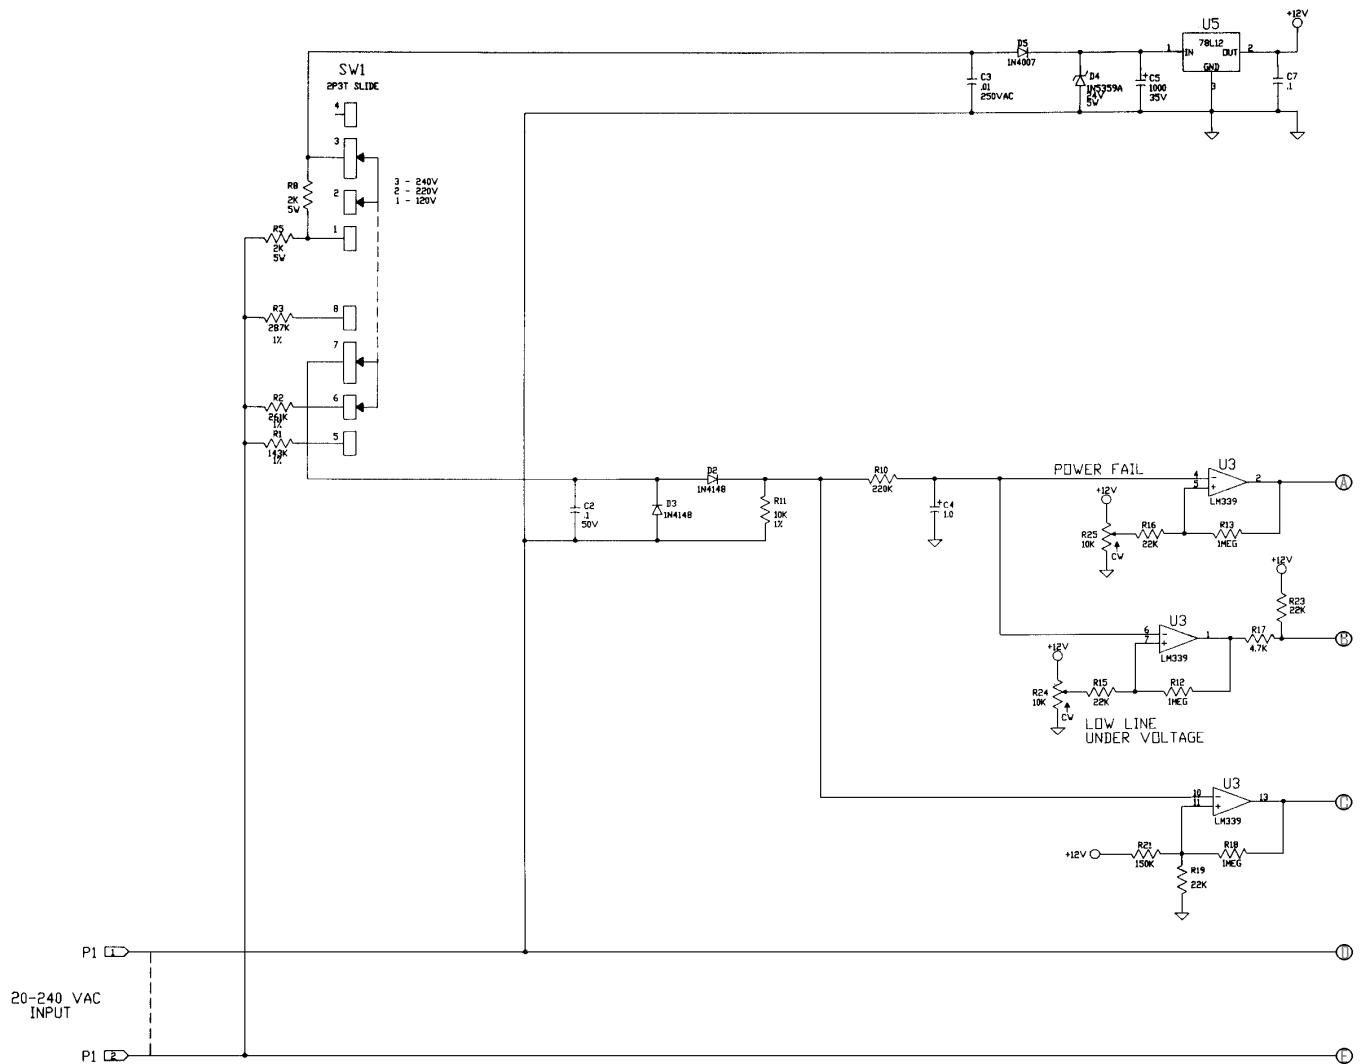 +12V
U5
78L12
1 IN OUT 2
GND
3
D5
1N4007
C3
.01
250VAC
D4
1N5359A
24V
5W
+ C5
1000
35V
C7
.1
SW1
2P3T SLIDE
4
3
2
1
3 - 240V
2 - 220V
1 - 120V
R8
2K
5W
R5
2K
5W
R3
287K
1%
8
7
R2
261K
1%
6
R1
143K
1%
5
C2
.1
50V
D3
1N4148
D2
1N4148
R11
10K
1%
R10
220K
+ C4
1.0
POWER FAIL
+12V
R25
10K
CW
R16
22K
R13
1MEG
4 -
5 +
U3
2
LM339
A
+12V
R23
22K
R17
4.7K
B
6 -
7 +
U3
1
LM339
+12V
R24
10K
CW
R15
22K
R12
1MEG
LOW LINE
UNDER VOLTAGE
10 -
11 +
U3
13
LM339
C
+12V
R21
150K
R18
1MEG
R19
22K
P1 1
D
20-240 VAC
INPUT
P1 2
E